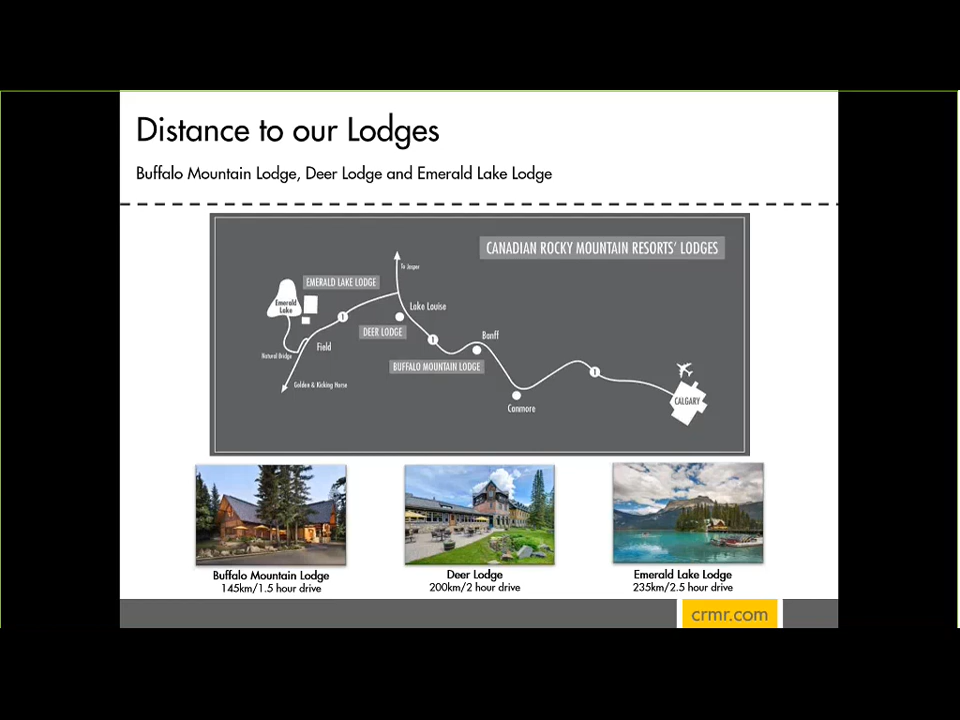 Distance to our Lodges
Buffalo Mountain Lodge, Deer Lodge and Emerald Lake Lodge
CANADIAN ROCKY MOUNTAIN RESORTS' LODGES
To Jasper
EMERALD LAKE LODGE
Emerald
Lake
1
Lake Louise
DEER LODGE
1
Banff
Field
Natural Bridge
BUFFALO MOUNTAIN LODGE
1
Golden & Kicking Horse
Canmore
CALGARY
Buffalo Mountain Lodge
145km/1.5 hour drive
Deer Lodge
200km/2 hour drive
Emerald Lake Lodge
235km/2.5 hour drive
crmr.com